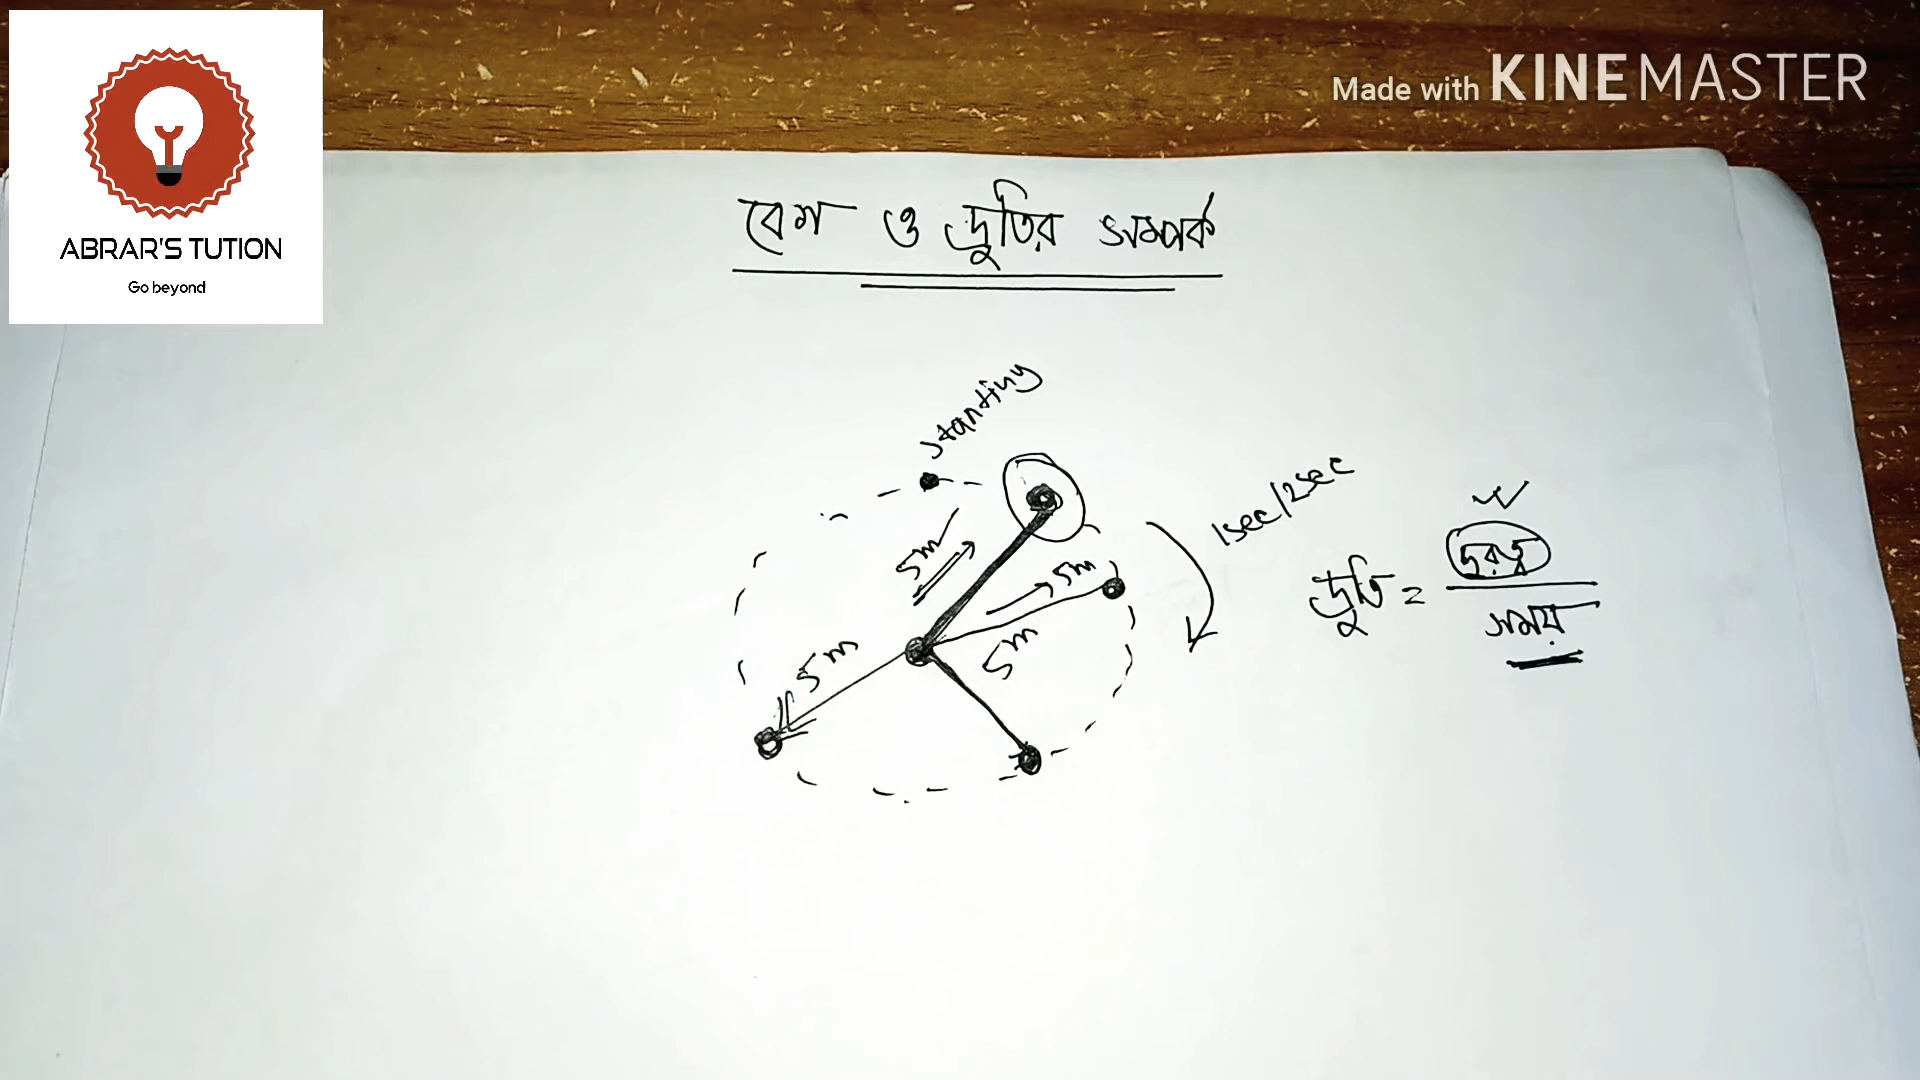 ABRAR'S TUTION
Go beyond
Made with KINEMASTER
বেগ ও দ্রুতির সম্পর্ক
standing
1sec/2sec
5m
5m
5m
5m
দ্রুতি = দূরত্ব
সময়